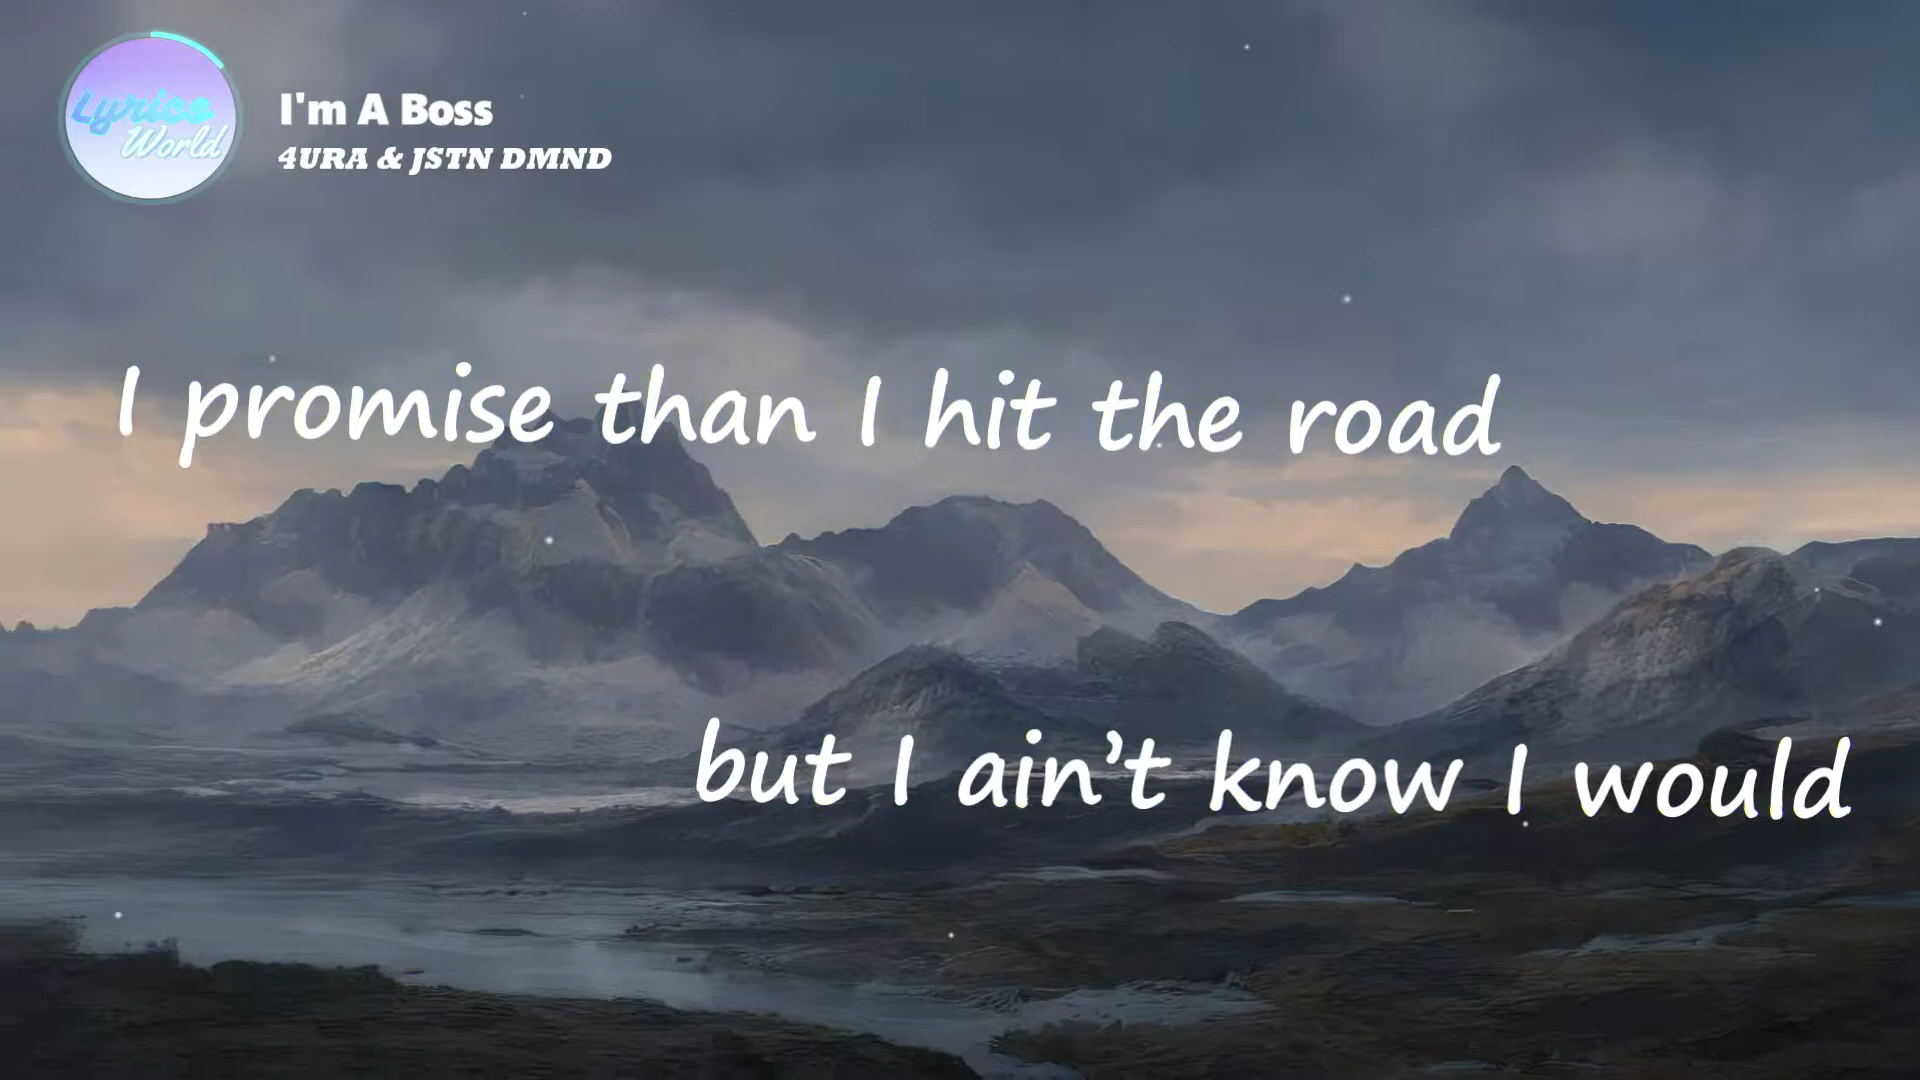 Lyrics
World
I'm A Boss
4URA & JSTN DMND
I promise than I hit the road
but I ain't know I would